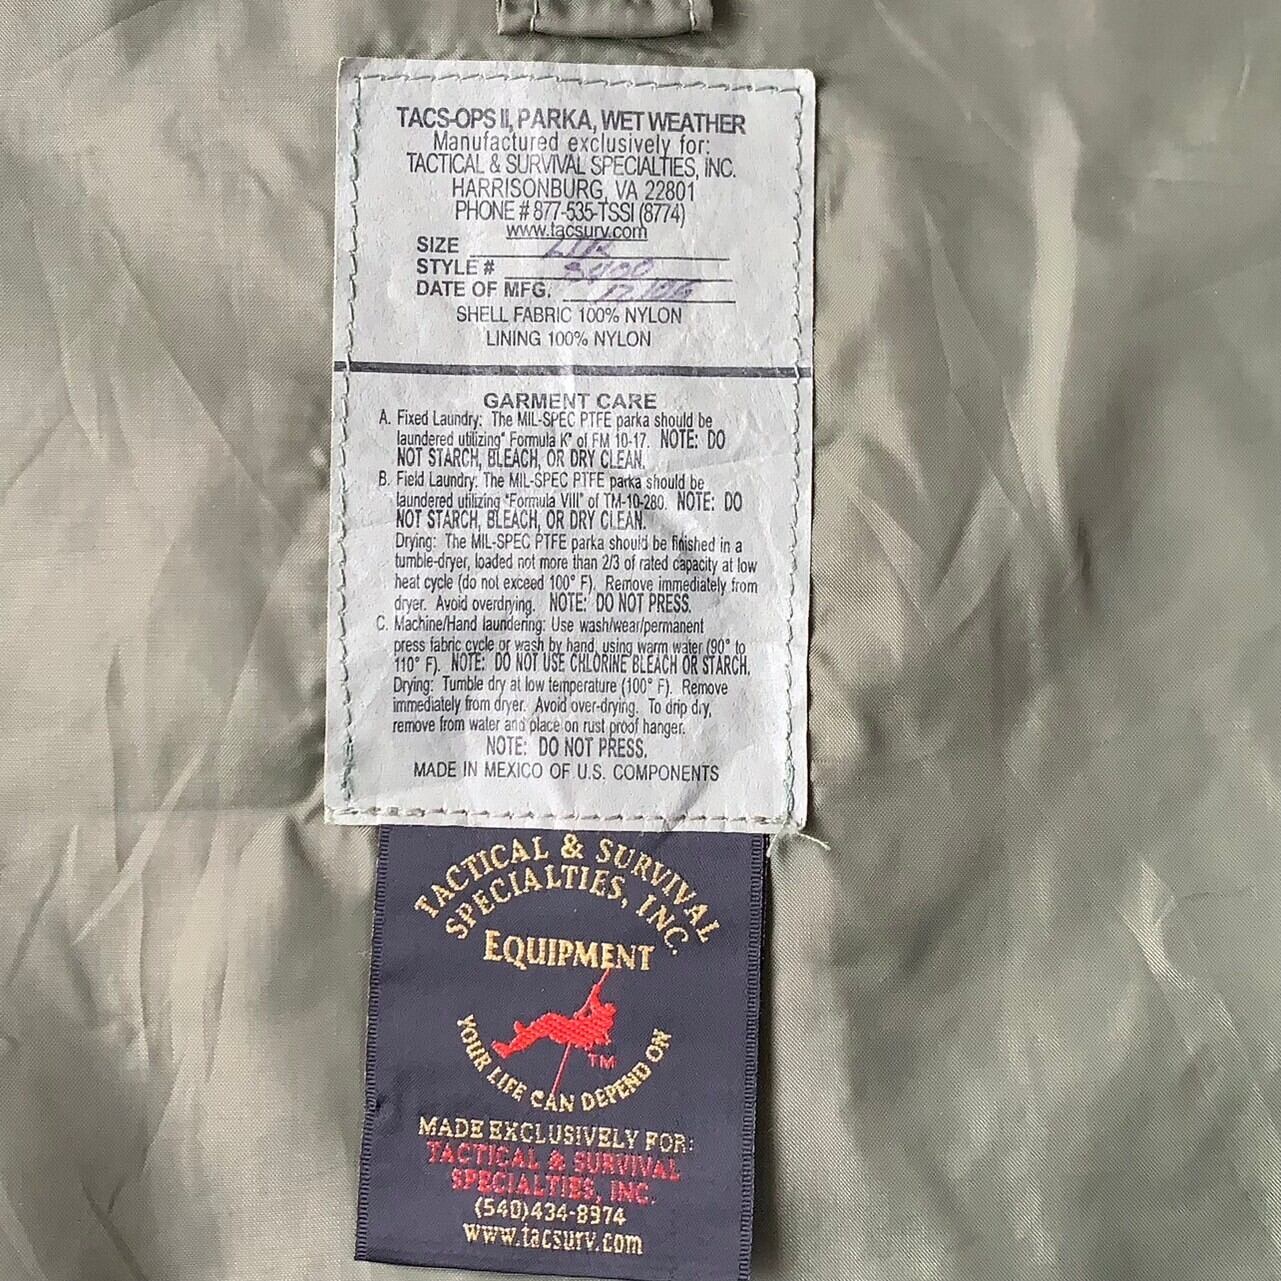 TACS-OPS II, PARKA, WET WEATHER
Manufactured exclusively for:
TACTICAL & SURVIVAL SPECIALTIES, INC.
HARRISONBURG, VA 22801
PHONE # 877-535-TSSI (8774)
www.tacsurv.com
SIZE
STYLE #
DATE OF MFG.
SHELL FABRIC 100% NYLON
LINING 100% NYLON
GARMENT CARE
A. Fixed Laundry: The MIL-SPEC PTFE parka should be
laundered utilizing" Formula K" of FM 10-17. NOTE: DO
NOT STARCH, BLEACH, OR DRY CLEAN.
B. Field Laundry: The MIL-SPEC PTFE parka should be
laundered utilizing "Formula VIII" of TM-10-280. NOTE: DO
NOT STARCH, BLEACH, OR DRY CLEAN.
Drying: The MIL-SPEC PTFE parka should be finished in a
tumble-dryer, loaded not more than 2/3 of rated capacity at low
heat cycle (do not exceed 100° F). Remove immediately from
dryer. Avoid overdrying. NOTE: DO NOT PRESS.
C. Machine/Hand laundering: Use wash/wear/permanent
press fabric cycle or wash by hand, using warm water (90° to
110° F). NOTE: DO NOT USE CHLORINE BLEACH OR STARCH.
Drying: Tumble dry at low temperature (100° F). Remove
immediately from dryer. Avoid over-drying. To drip dry,
remove from water and place on rust proof hanger.
NOTE: DO NOT PRESS.
MADE IN MEXICO OF U.S. COMPONENTS
TACTICAL & SURVIVAL
SPECIALTIES, INC.
EQUIPMENT
TM
YOUR LIFE CAN DEPEND ON
MADE EXCLUSIVELY FOR:
TACTICAL & SURVIVAL
SPECIALTIES, INC.
(540)434-8974
www.tacsurv.com